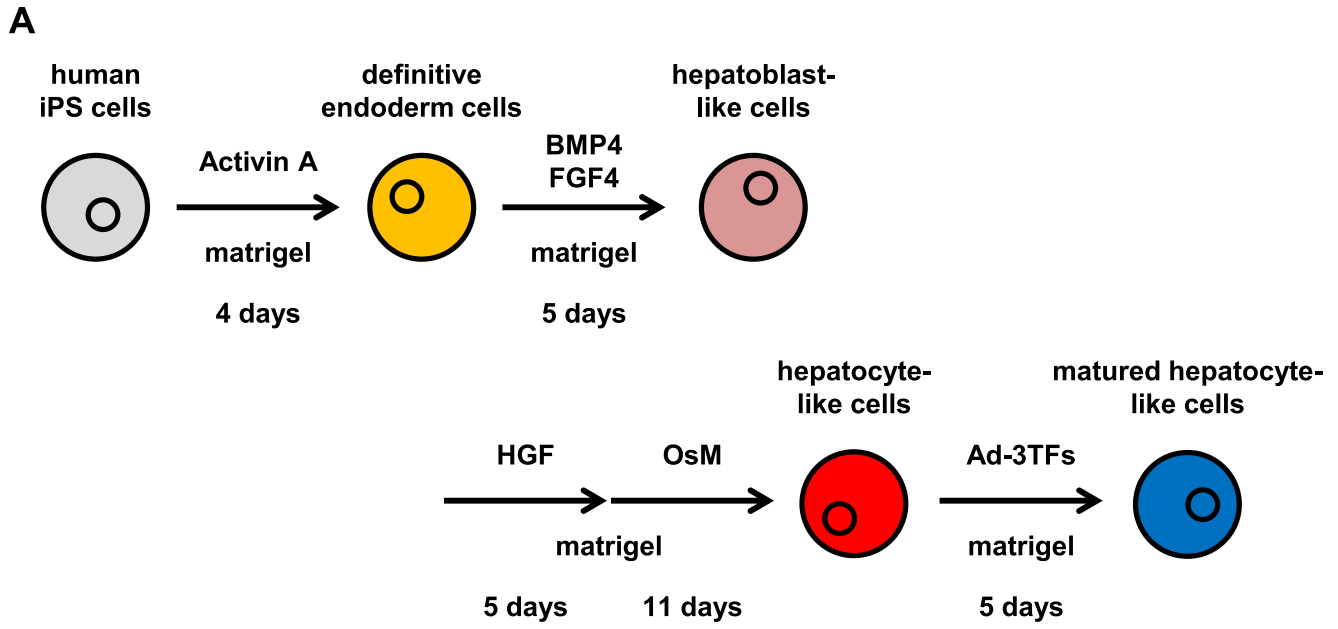 A
human
iPS cells
Activin A
matrigel
4 days
definitive
endoderm cells
BMP4
FGF4
matrigel
5 days
hepatoblast-
like cells
HGF
OsM
matrigel
5 days
11 days
hepatocyte-
like cells
Ad-3TFs
matrigel
5 days
matured hepatocyte-
like cells